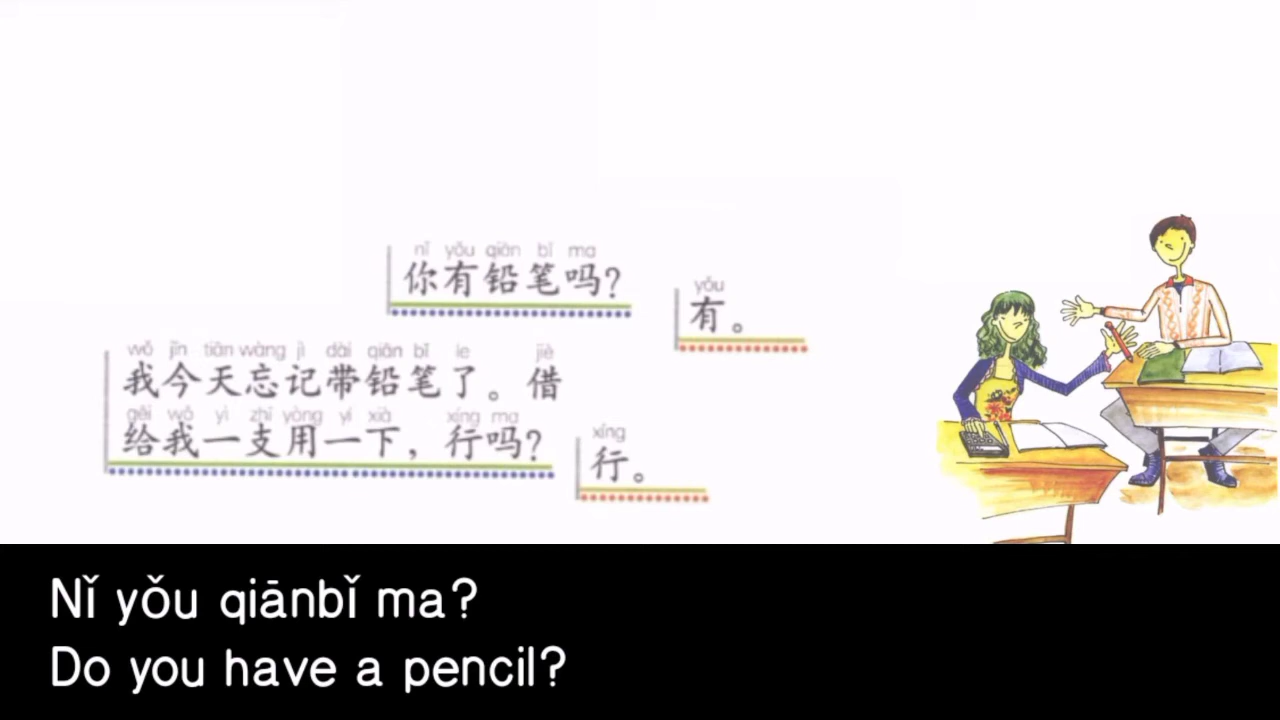 nǐ yǒu qiān bǐ ma
你有铅笔吗?
yǒu
有。
wǒ jīn tiān wàng jì dài qiān bǐ le jiè
我今天忘记带铅笔了。借
gěi wǒ yì zhī yòng yí xià xíng ma
给我一支用一下,行吗?
xíng
行。
Nǐ yǒu qiānbǐ ma?
Do you have a pencil?